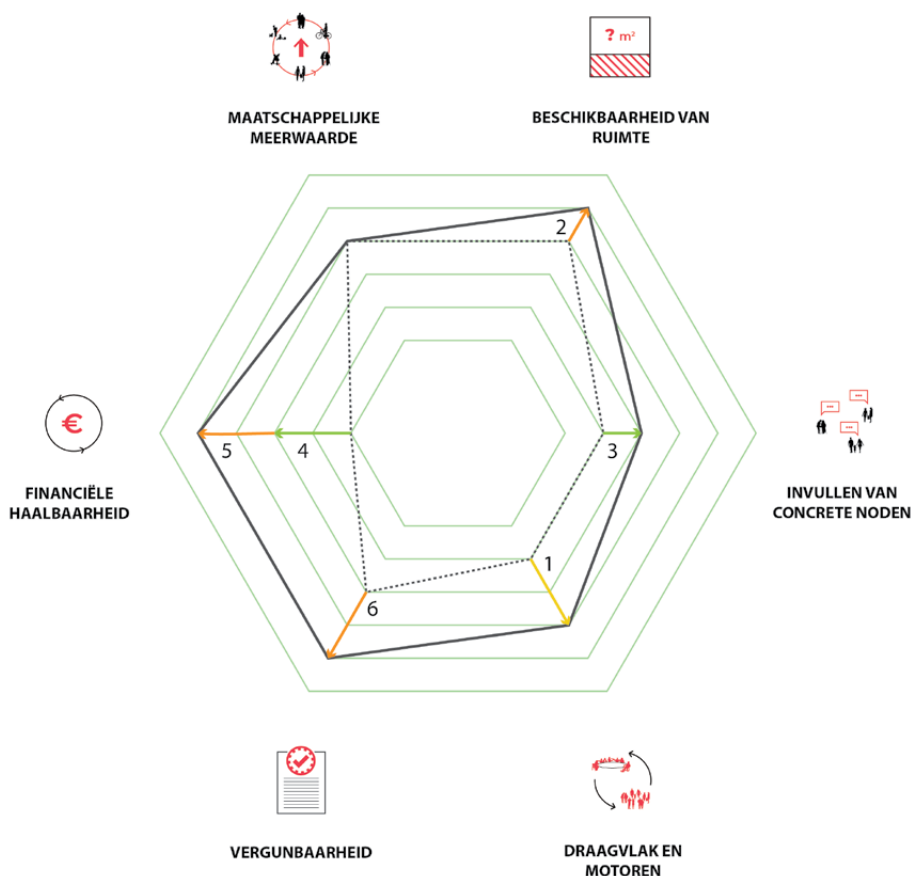 ? m²
MAATSCHAPPELIJKE
MEERWAARDE
BESCHIKBAARHEID VAN
RUIMTE
2
€
5
4
3
FINANCIËLE
HAALBAARHEID
INVULLEN VAN
CONCRETE NODEN
1
6
VERGUNBAARHEID
DRAAGVLAK EN
MOTOREN